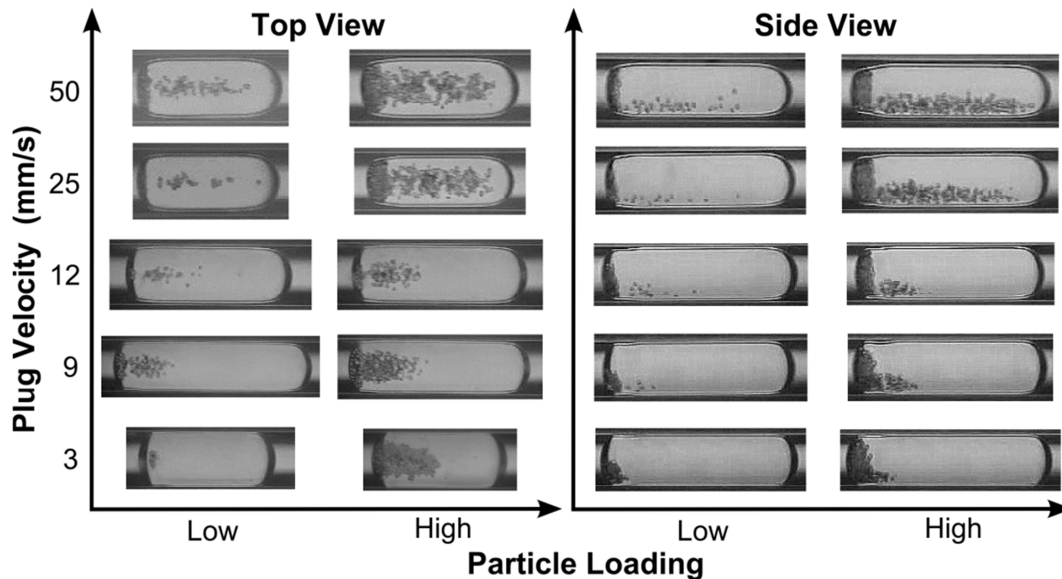 Top View
Side View
Plug Velocity (mm/s)
50
25
12
9
3
Low
High
Low
High
Particle Loading